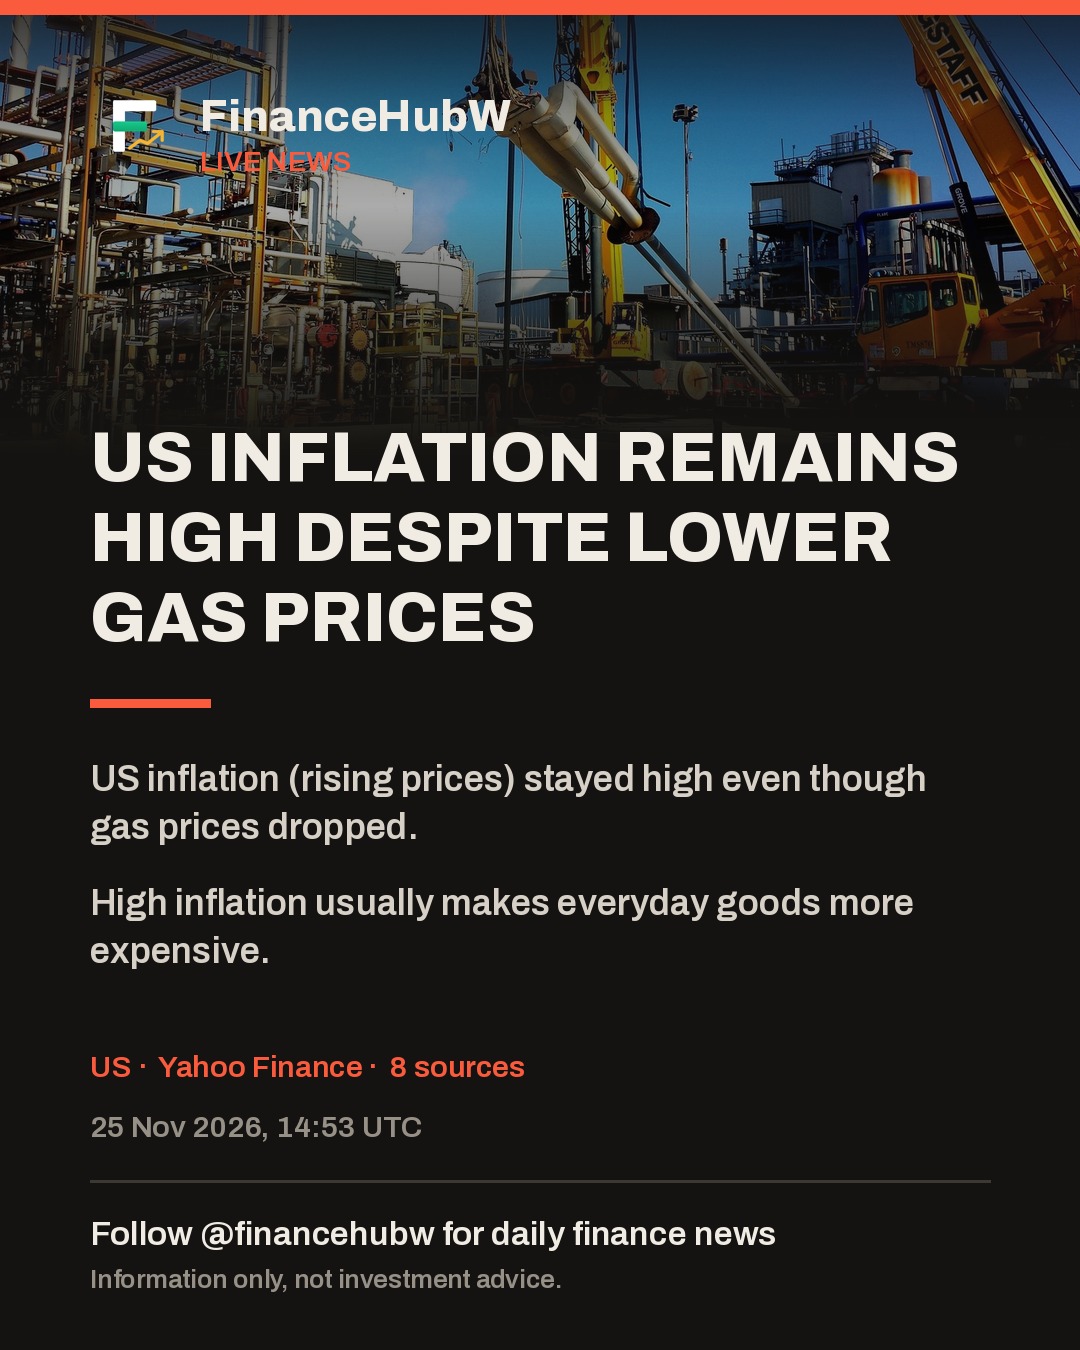 FinanceHubW
LIVE NEWS
GSTAFF
GROVE
US INFLATION REMAINS
HIGH DESPITE LOWER
GAS PRICES
US inflation (rising prices) stayed high even though
gas prices dropped.
High inflation usually makes everyday goods more
expensive.
US · Yahoo Finance · 8 sources
25 Nov 2026, 14:53 UTC
Follow @financehubw for daily finance news
Information only, not investment advice.